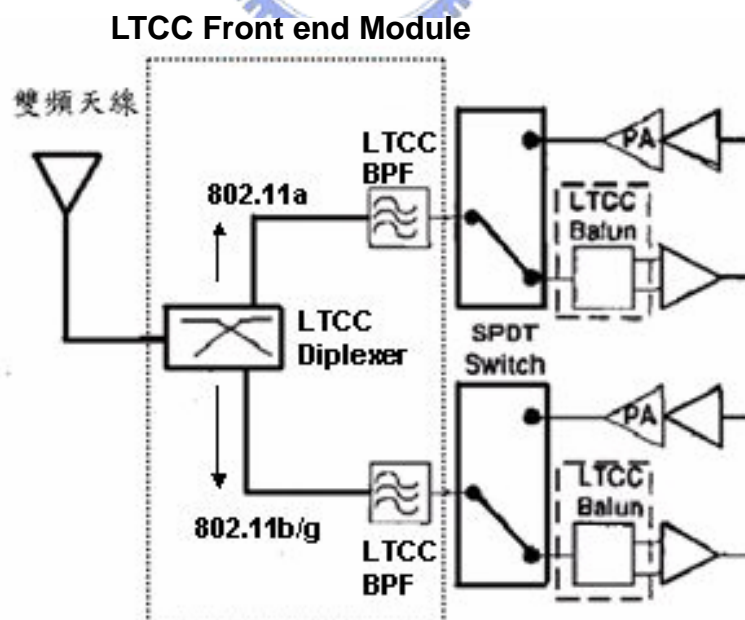 LTCC Front end Module
雙頻天線
LTCC
BPF
802.11a
PA
LTCC
Balun
LTCC
Diplexer
SPDT
Switch
PA
802.11b/g
LTCC
BPF
LTCC
Balun